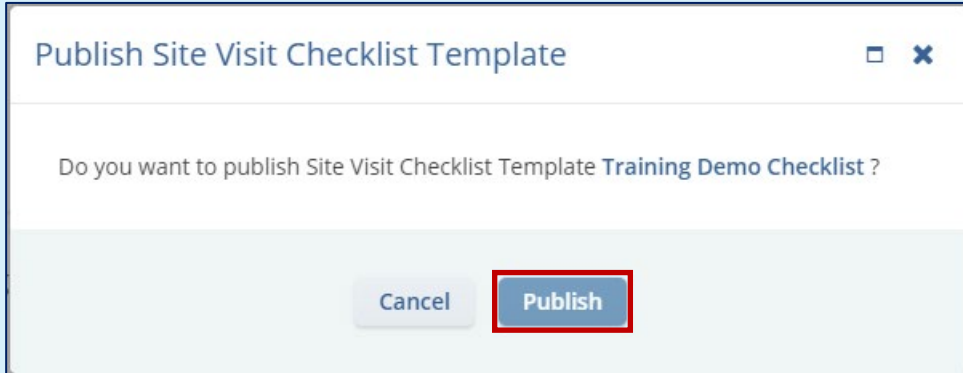 Publish Site Visit Checklist Template
Do you want to publish Site Visit Checklist Template Training Demo Checklist ?
Cancel Publish